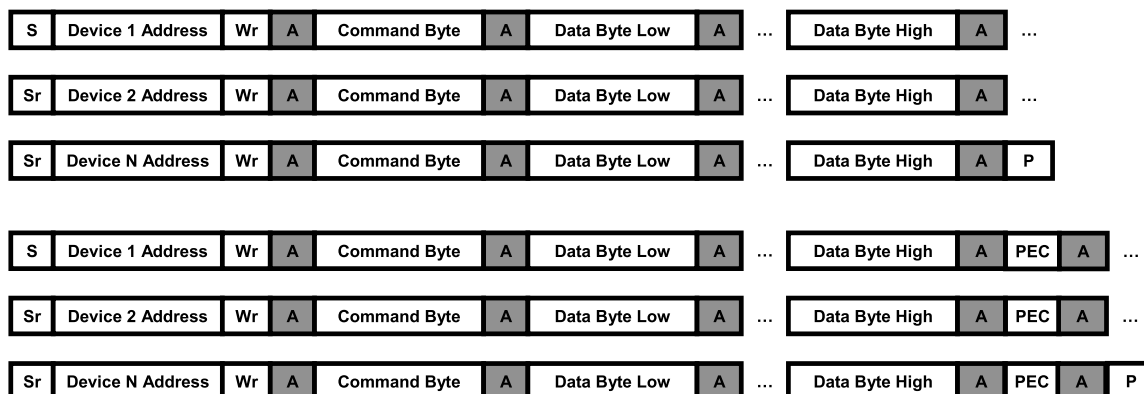 S Device 1 Address Wr A Command Byte A Data Byte Low A ... Data Byte High A ...
Sr Device 2 Address Wr A Command Byte A Data Byte Low A ... Data Byte High A ...
Sr Device N Address Wr A Command Byte A Data Byte Low A ... Data Byte High A P
S Device 1 Address Wr A Command Byte A Data Byte Low A ... Data Byte High A PEC A ...
Sr Device 2 Address Wr A Command Byte A Data Byte Low A ... Data Byte High A PEC A ...
Sr Device N Address Wr A Command Byte A Data Byte Low A ... Data Byte High A PEC A P